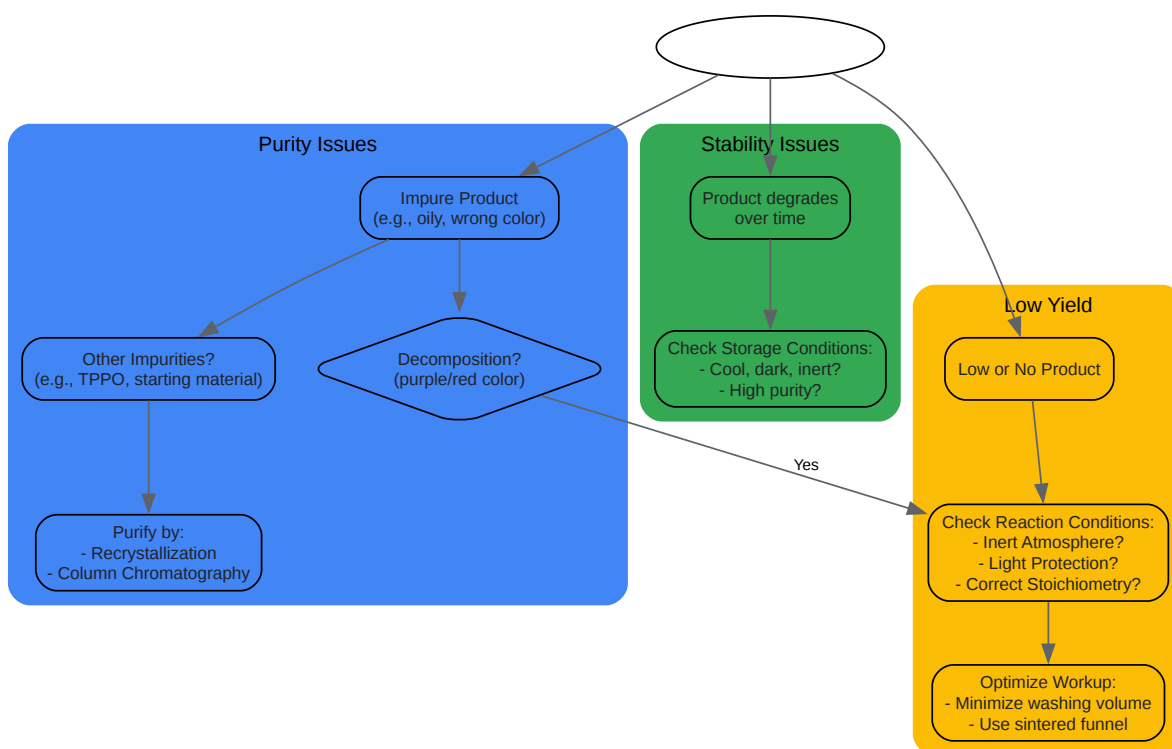 Purity Issues
Impure Product
(e.g., oily, wrong color)
Other Impurities?
(e.g., TPPO, starting material)
Decomposition?
(purple/red color)
Purify by:
- Recrystallization
- Column Chromatography
Stability Issues
Product degrades
over time
Check Storage Conditions:
- Cool, dark, inert?
- High purity?
Yes
Low Yield
Low or No Product
Check Reaction Conditions:
- Inert Atmosphere?
- Light Protection?
- Correct Stoichiometry?
Optimize Workup:
- Minimize washing volume
- Use sintered funnel